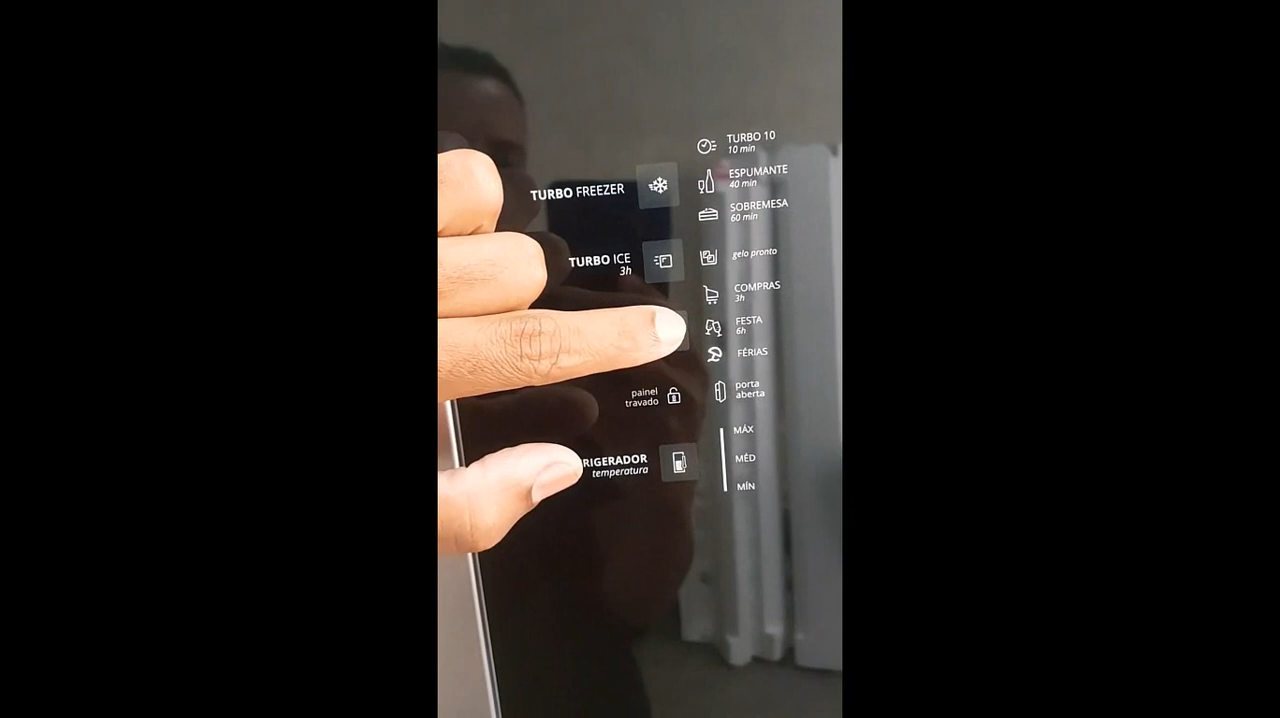 TURBO 10
10 min
ESPUMANTE
40 min
SOBREMESA
60 min
TURBO FREEZER
TURBO ICE
3h
gelo pronto
COMPRAS
3h
FESTA
6h
FÉRIAS
painel
travado
porta
aberta
RIGERADOR
temperatura
MÁX
MÉD
MÍN